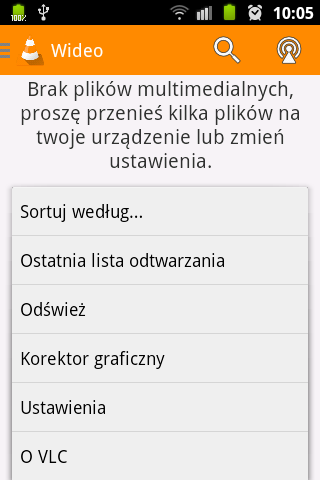 100%
10:05
Wideo
Brak plików multimedialnych,
proszę przenieś kilka plików na
twoje urządzenie lub zmień
ustawienia.
Sortuj według...
Ostatnia lista odtwarzania
Odśwież
Korektor graficzny
Ustawienia
O VLC